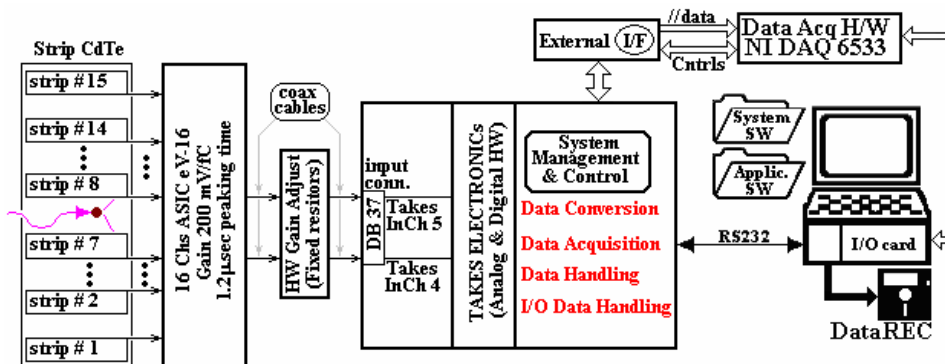 Strip CdTe
strip # 15
strip # 14
strip # 8
strip # 7
strip # 2
strip # 1
16 Chs ASIC eV-16
Gain 200 mV/fC
1.2μsec peaking time
coax
cables
HW Gain Adjust
(Fixed resitors)
input
conn.
DB 37
Takes
InCh 5
Takes
InCh 4
TAKES ELECTRONICs
(Analog & Digital HW)
System
Management
& Control
Data Conversion
Data Acquisition
Data Handling
I/O Data Handling
External I/F
//data
Cntrls
Data Acq H/W
NI DAQ 6533
System
SW
Applic.
SW
RS232
I/O card
DataREC